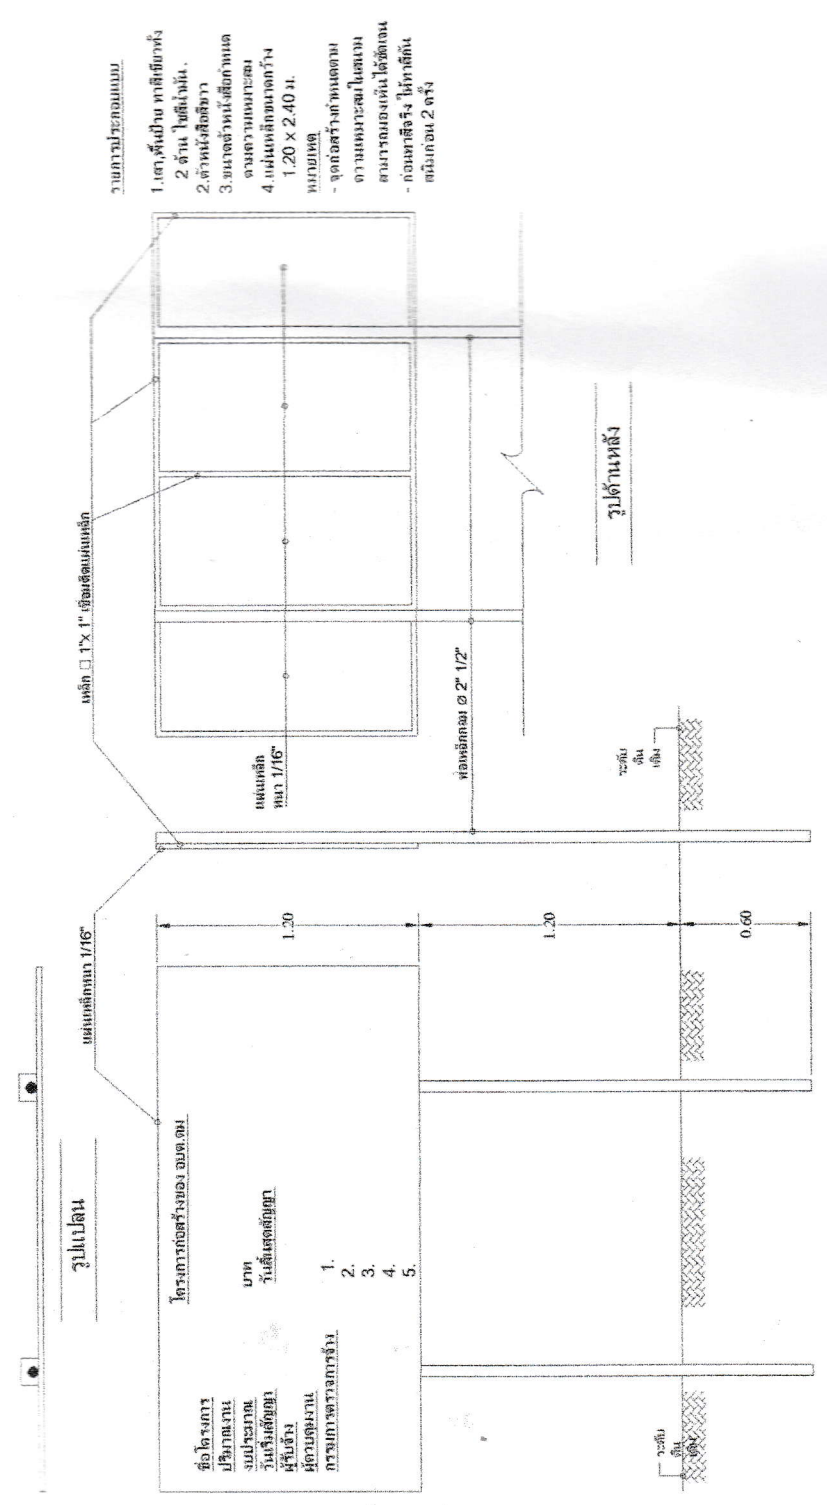 รูปแปลน
แผ่นเหล็กหนา 1/16"
เหล็ก □ 1"x 1" เชื่อมติดแผ่นเหล็ก
โครงการก่อสร้างของ อบต.ตม
ชื่อโครงการ
ปริมาณงาน
งบประมาณ บาท
วันเริ่มสัญญา วันสิ้นสุดสัญญา
ผู้รับจ้าง
ผู้ควบคุมงาน
กรรมการตรวจการจ้าง 1.
2.
3.
4.
5.
1.20
1.20
0.60
ระดับ
ดิน
เดิม
แผ่นเหล็ก
หนา 1/16"
ท่อเหล็กกลม Ø 2" 1/2"
ระดับ
ดิน
เดิม
รูปด้านหลัง
รายการประกอบแบบ
1.เสา,พื้นป้าย ทาสีเขียวทั้ง
2 ด้าน ใช้สีน้ำมัน.
2.ตัวหนังสือสีขาว
3.ขนาดตัวหนังสือกำหนด
ตามความเหมาะสม
4.แผ่นเหล็กขนาดกว้าง
1.20 x 2.40 ม.
หมายเหตุ
- จุดก่อสร้างกำหนดตาม
ความเหมาะสมในสนาม
สามารถมองเห็นได้ชัดเจน
- ก่อนทาสีจริง ให้ทาสีกัน
สนิมก่อน 2 ครั้ง